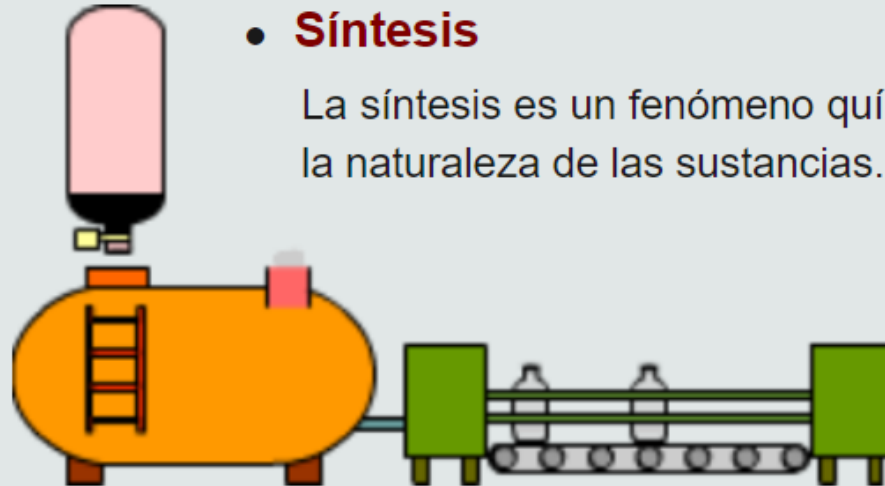 • Síntesis
La síntesis es un fenómeno quí
la naturaleza de las sustancias.